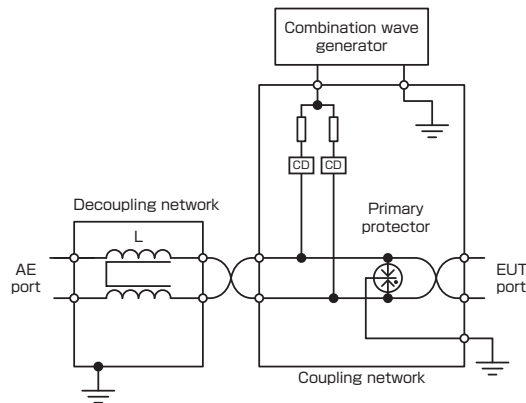 Combination wave
generator
CD
CD
Decoupling network
L
Primary
protector
AE
port
EUT
port
Coupling network